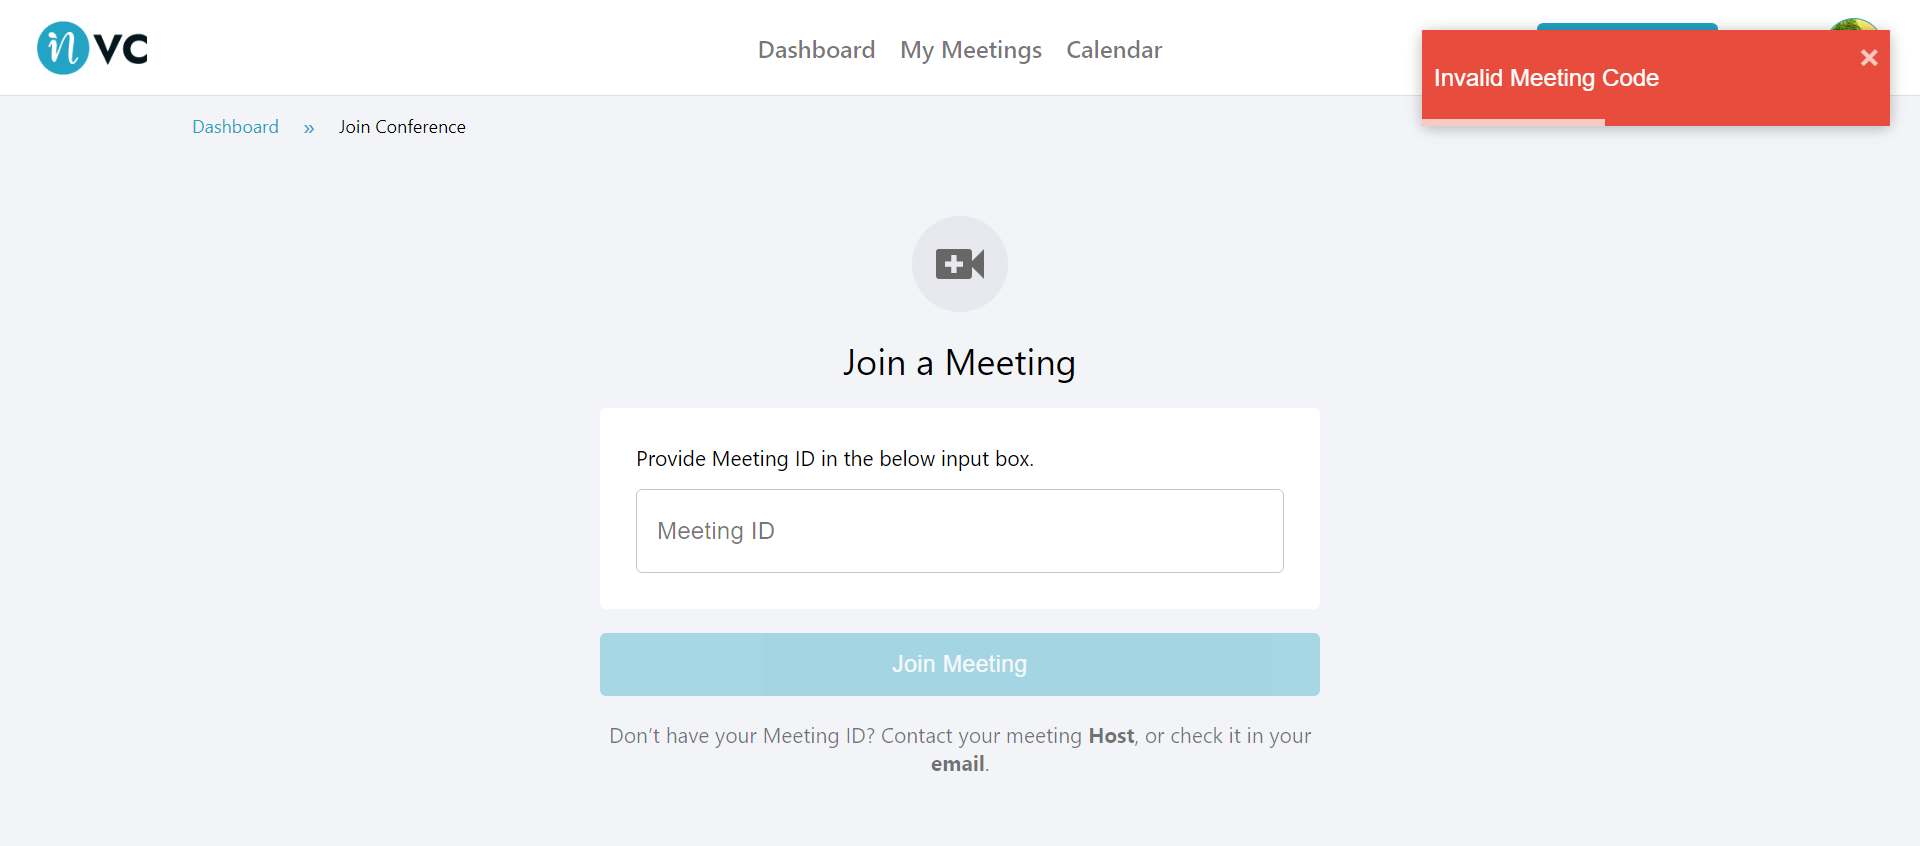 in VC
Dashboard My Meetings Calendar
Invalid Meeting Code
Dashboard » Join Conference
Join a Meeting
Provide Meeting ID in the below input box.
Meeting ID
Join Meeting
Don’t have your Meeting ID? Contact your meeting Host, or check it in your
email.